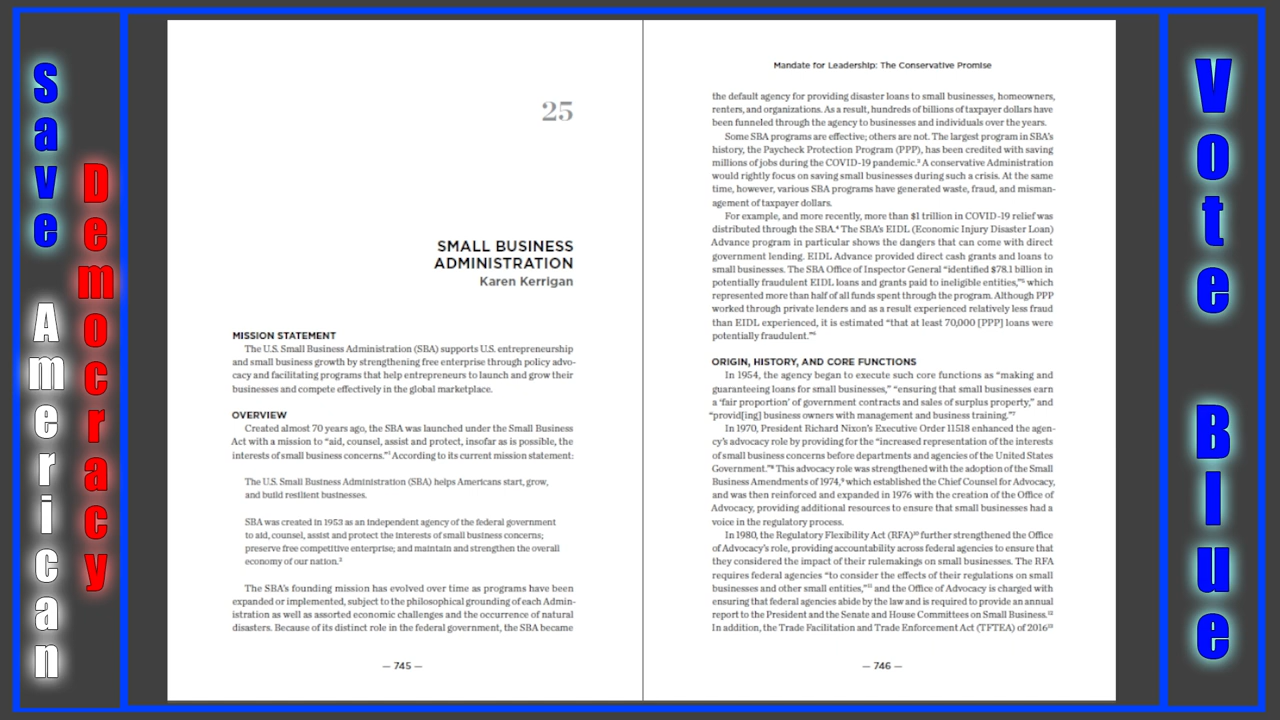 Save
American
Democracy
25
SMALL BUSINESS
ADMINISTRATION
Karen Kerrigan
MISSION STATEMENT
The U.S. Small Business Administration (SBA) supports U.S. entrepreneurship
and small business growth by strengthening free enterprise through policy advo-
cacy and facilitating programs that help entrepreneurs to launch and grow their
businesses and compete effectively in the global marketplace.
OVERVIEW
Created almost 70 years ago, the SBA was launched under the Small Business
Act with a mission to “aid, counsel, assist and protect, insofar as is possible, the
interests of small business concerns.”¹ According to its current mission statement:
The U.S. Small Business Administration (SBA) helps Americans start, grow,
and build resilient businesses.
SBA was created in 1953 as an independent agency of the federal government
to aid, counsel, assist and protect the interests of small business concerns;
preserve free competitive enterprise; and maintain and strengthen the overall
economy of our nation.²
The SBA’s founding mission has evolved over time as programs have been
expanded or implemented, subject to the philosophical grounding of each Admin-
istration as well as assorted economic challenges and the occurrence of natural
disasters. Because of its distinct role in the federal government, the SBA became
— 745 —
Mandate for Leadership: The Conservative Promise
the default agency for providing disaster loans to small businesses, homeowners,
renters, and organizations. As a result, hundreds of billions of taxpayer dollars have
been funneled through the agency to businesses and individuals over the years.
Some SBA programs are effective; others are not. The largest program in SBA’s
history, the Paycheck Protection Program (PPP), has been credited with saving
millions of jobs during the COVID-19 pandemic.³ A conservative Administration
would rightly focus on saving small businesses during such a crisis. At the same
time, however, various SBA programs have generated waste, fraud, and misman-
agement of taxpayer dollars.
For example, and more recently, more than $1 trillion in COVID-19 relief was
distributed through the SBA.⁴ The SBA’s EIDL (Economic Injury Disaster Loan)
Advance program in particular shows the dangers that can come with direct
government lending. EIDL Advance provided direct cash grants and loans to
small businesses. The SBA Office of Inspector General “identified $78.1 billion in
potentially fraudulent EIDL loans and grants paid to ineligible entities,”⁵ which
represented more than half of all funds spent through the program. Although PPP
worked through private lenders and as a result experienced relatively less fraud
than EIDL experienced, it is estimated “that at least 70,000 [PPP] loans were
potentially fraudulent.”⁶
ORIGIN, HISTORY, AND CORE FUNCTIONS
In 1954, the agency began to execute such core functions as “making and
guaranteeing loans for small businesses,” “ensuring that small businesses earn
a ‘fair proportion’ of government contracts and sales of surplus property,” and
“provid[ing] business owners with management and business training.”⁷
In 1970, President Richard Nixon’s Executive Order 11518 enhanced the agen-
cy’s advocacy role by providing for the “increased representation of the interests
of small business concerns before departments and agencies of the United States
Government.”⁸ This advocacy role was strengthened with the adoption of the Small
Business Amendments of 1974,⁹ which established the Chief Counsel for Advocacy,
and was then reinforced and expanded in 1976 with the creation of the Office of
Advocacy, providing additional resources to ensure that small businesses had a
voice in the regulatory process.
In 1980, the Regulatory Flexibility Act (RFA)¹⁰ further strengthened the Office
of Advocacy’s role, providing accountability across federal agencies to ensure that
they considered the impact of their rulemakings on small businesses. The RFA
requires federal agencies “to consider the effects of their regulations on small
businesses and other small entities,”¹¹ and the Office of Advocacy is charged with
ensuring that federal agencies abide by the law and is required to provide an annual
report to the President and the Senate and House Committees on Small Business.¹²
In addition, the Trade Facilitation and Trade Enforcement Act (TFTEA) of 2016¹³
— 746 —
Vote
Blue